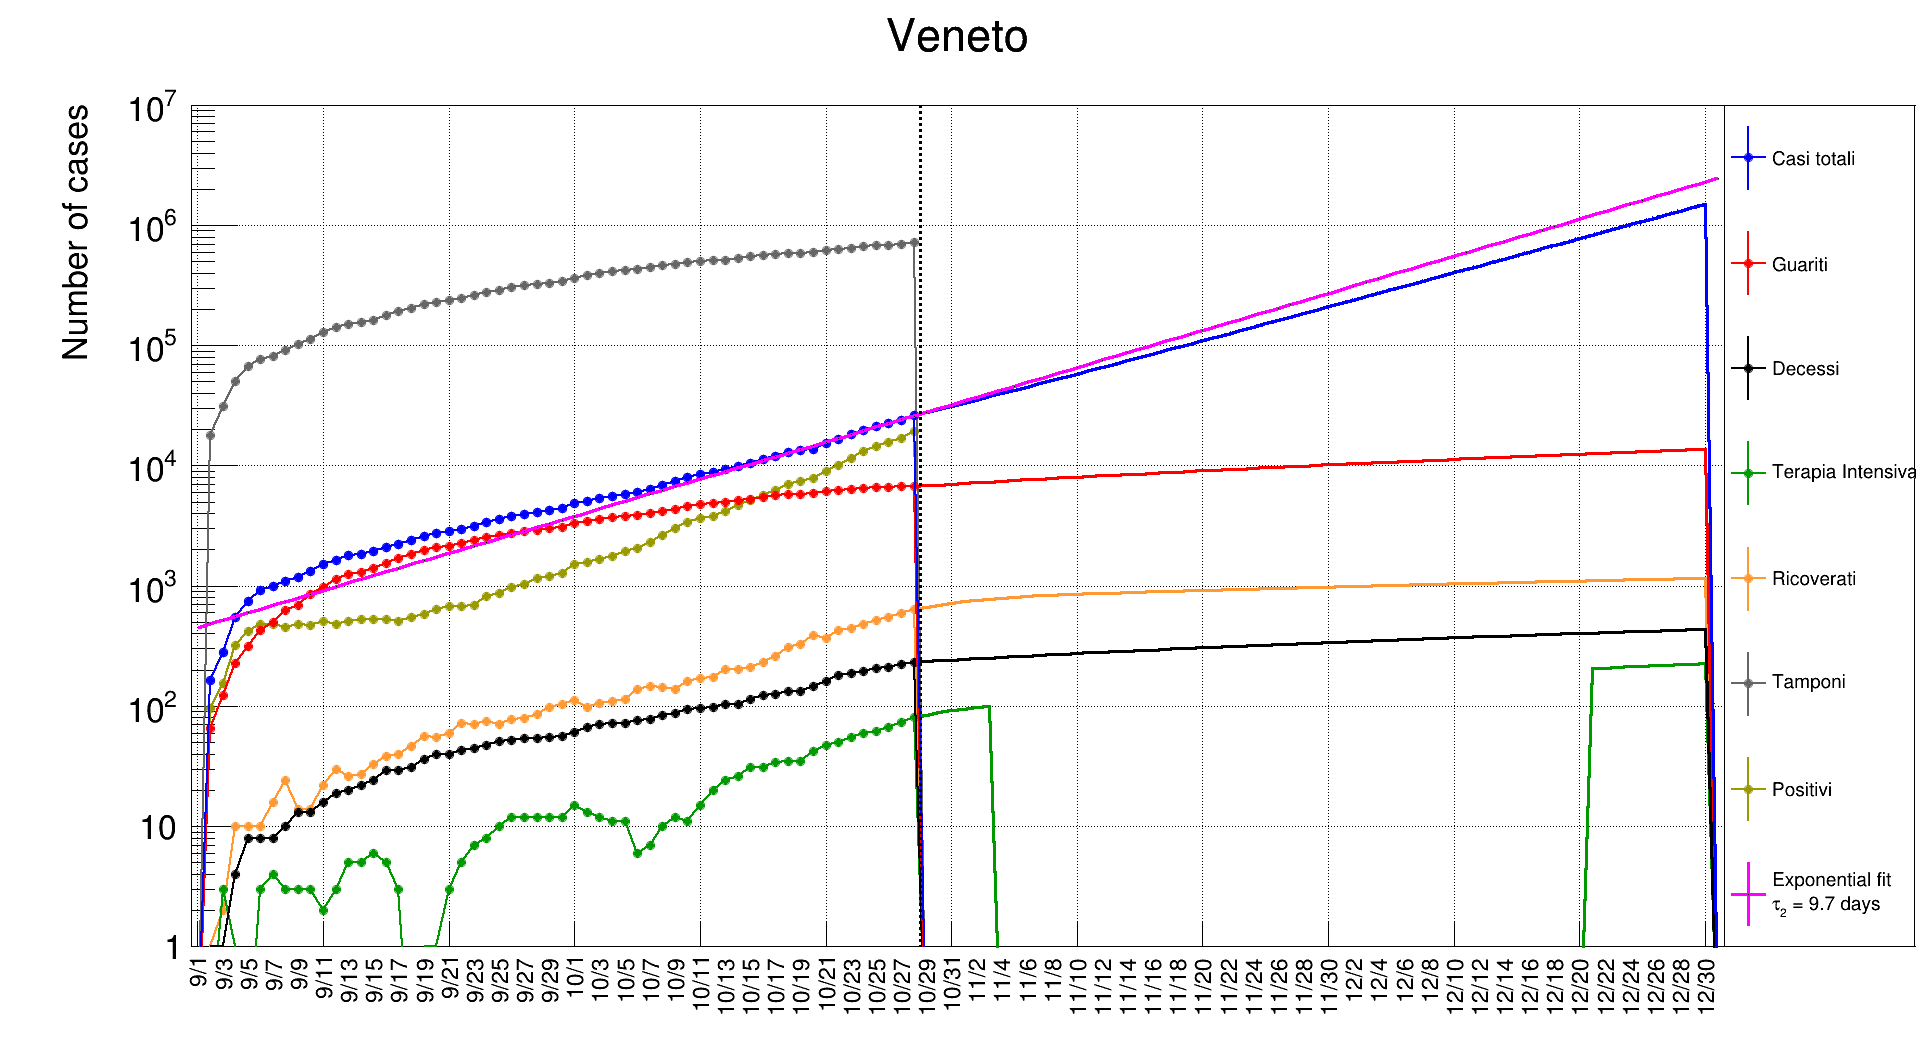 Veneto
Number of cases
10^7
10^6
10^5
10^4
10^3
10^2
10
1
9/1 9/3 9/5 9/7 9/9 9/11 9/13 9/15 9/17 9/19 9/21 9/23 9/25 9/27 9/29 10/1 10/3 10/5 10/7 10/9 10/11 10/13 10/15 10/17 10/19 10/21 10/23 10/25 10/27 10/29 10/31 11/2 11/4 11/6 11/8 11/10 11/12 11/14 11/16 11/18 11/20 11/22 11/24 11/26 11/28 11/30 12/2 12/4 12/6 12/8 12/10 12/12 12/14 12/16 12/18 12/20 12/22 12/24 12/26 12/28 12/30
Casi totali
Guariti
Decessi
Terapia Intensiva
Ricoverati
Tamponi
Positivi
Exponential fit
τ₂ = 9.7 days